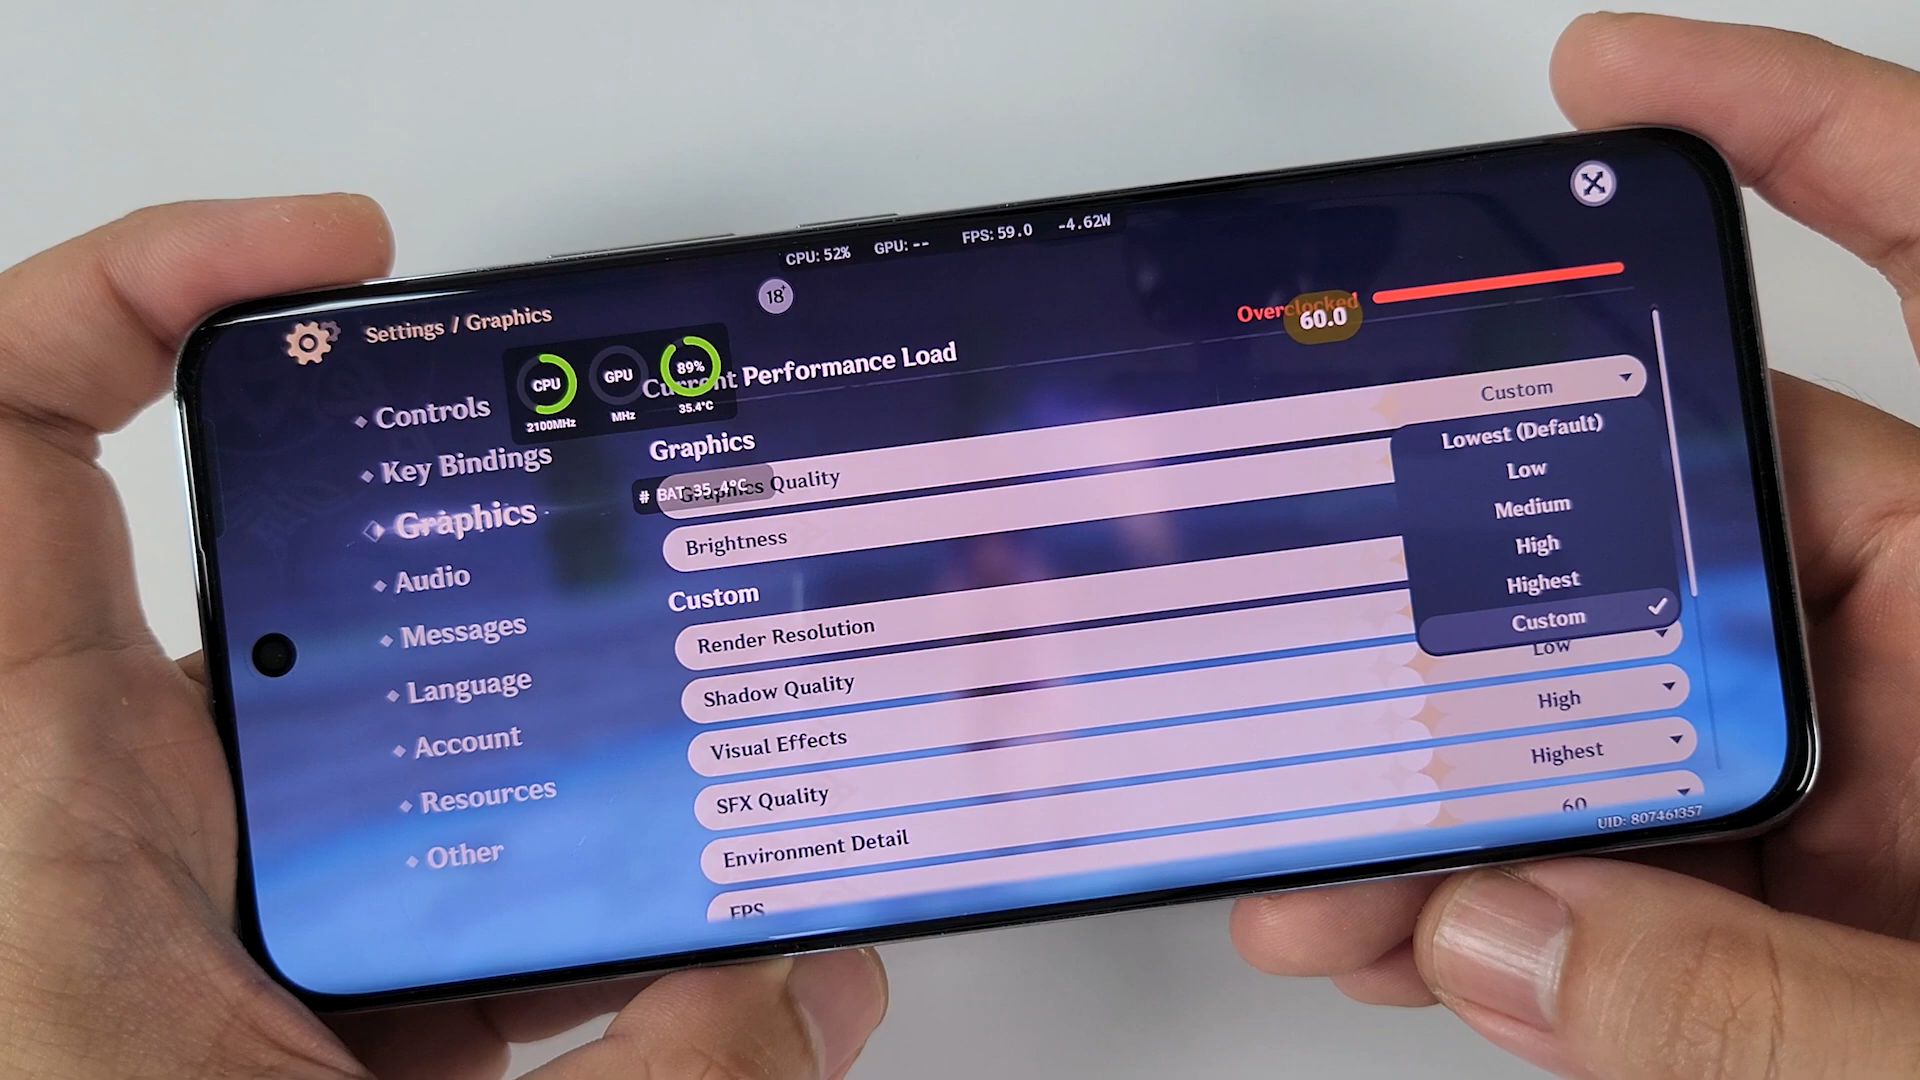 CPU: 52% GPU: -- FPS: 59.0 -4.62W
18+
Settings / Graphics
Overclocked
60.0
CPU
2100MHz
GPU
MHz
89%
35.4°C
Current Performance Load
Controls
Key Bindings
Graphics
Audio
Messages
Language
Account
Resources
Other
Graphics
# BAT 35.4°C
Graphics Quality
Custom
Brightness
Custom
Render Resolution
Shadow Quality
Visual Effects
Low
SFX Quality
High
Environment Detail
Highest
FPS
60
Lowest (Default)
Low
Medium
High
Highest
Custom
UID: 807461357